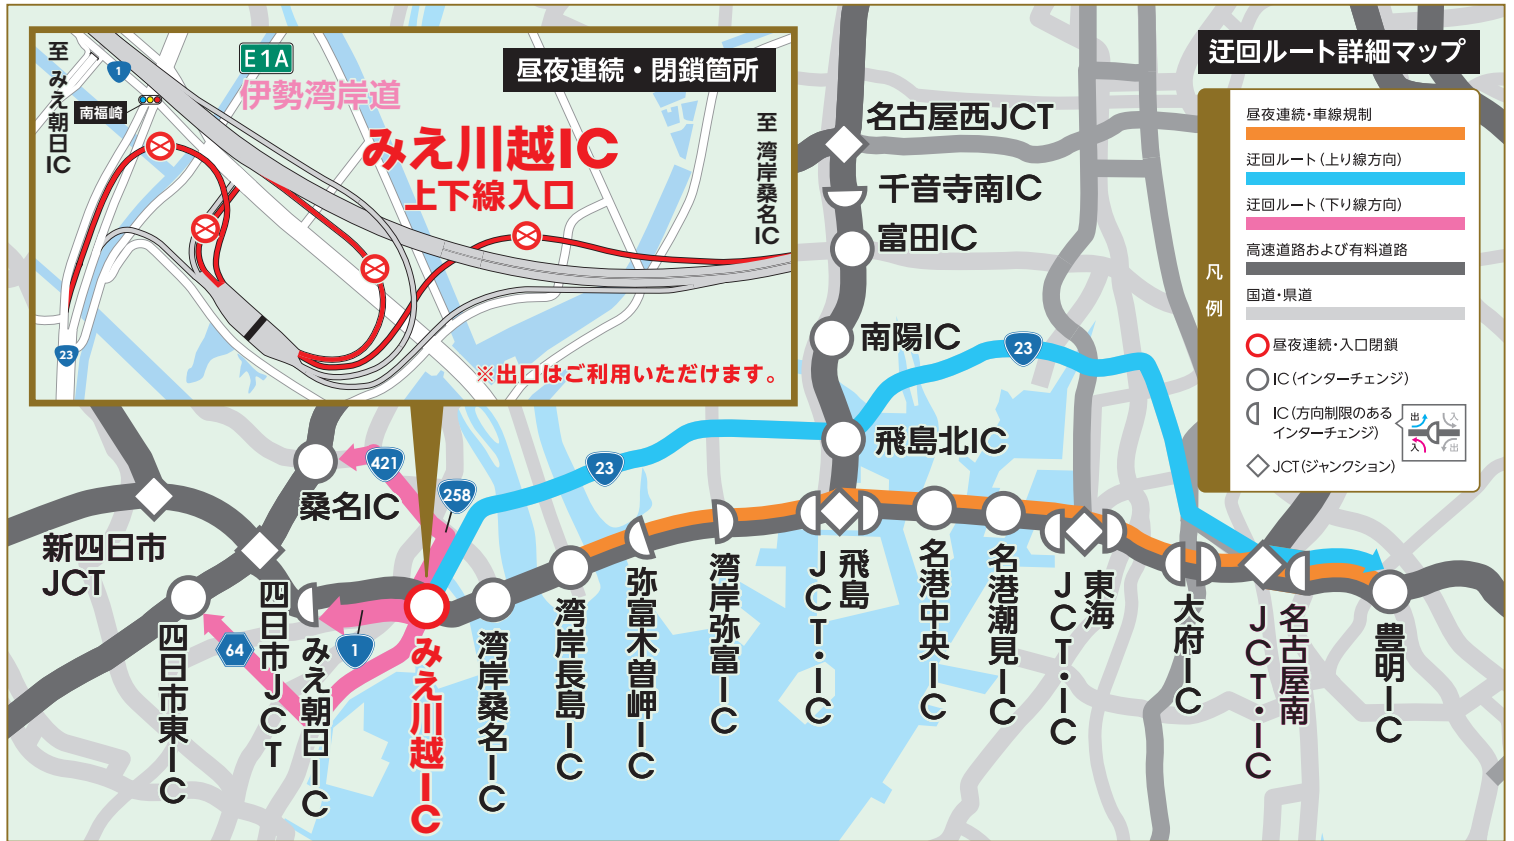 至 みえ朝日IC
1
南福崎
E1A
伊勢湾岸道
昼夜連続・閉鎖箇所
みえ川越IC
上下線入口
至 湾岸桑名IC
23
※出口はご利用いただけます。
迂回ルート詳細マップ
凡例
昼夜連続・車線規制
迂回ルート(上り線方向)
迂回ルート(下り線方向)
高速道路および有料道路
国道・県道
昼夜連続・入口閉鎖
IC(インターチェンジ)
IC(方向制限のある
インターチェンジ)
出
入
入
出
JCT(ジャンクション)
名古屋西JCT
千音寺南IC
富田IC
南陽IC
23
飛島北IC
23
421
258
桑名IC
新四日市
JCT
64
1
四日市東IC
四日市JCT
みえ朝日IC
みえ川越IC
湾岸桑名IC
湾岸長島IC
弥富木曽岬IC
湾岸弥富IC
飛島
JCT・IC
名港中央IC
名港潮見IC
東海
JCT・IC
大府IC
名古屋南
JCT・IC
豊明IC